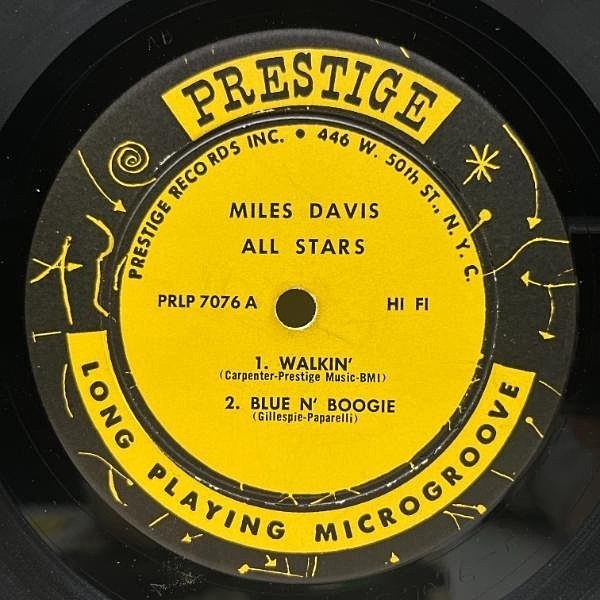 PRESTIGE
PRESTIGE RECORDS INC. • 446 W. 50th ST., N.Y.C.
MILES DAVIS
ALL STARS
PRLP 7076 A HI FI
1. WALKIN'
(Carpenter-Prestige Music-BMI)
2. BLUE N' BOOGIE
(Gillespie-Paparelli)
LONG PLAYING MICROGROOVE